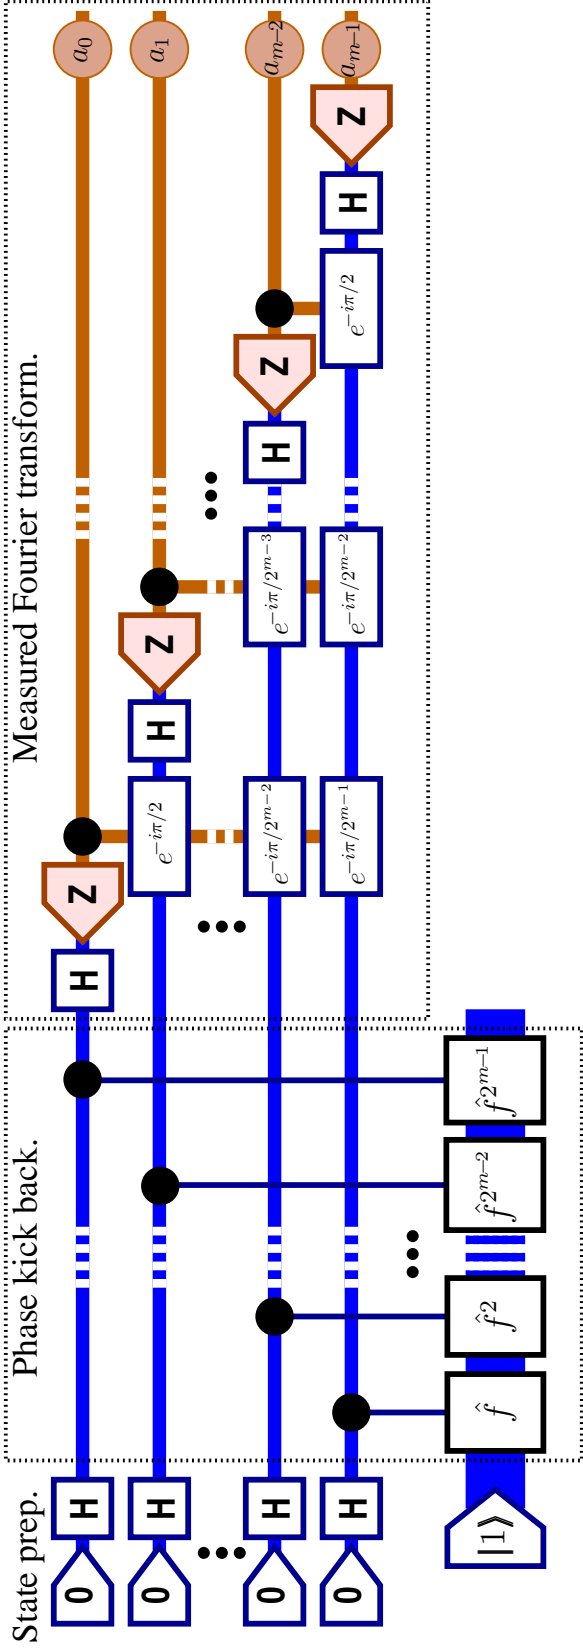 State prep. Phase kick back. Measured Fourier transform.
0 H H Z a_0
0 H e^{-iπ/2} H Z a_1
0 H e^{-iπ/2^{m-2}} e^{-iπ/2^{m-3}} H Z a_{m-2}
0 H e^{-iπ/2^{m-1}} e^{-iπ/2^{m-2}} e^{-iπ/2} H Z a_{m-1}
|1⟫ f̂ f̂^2 f̂^{2^{m-2}} f̂^{2^{m-1}}